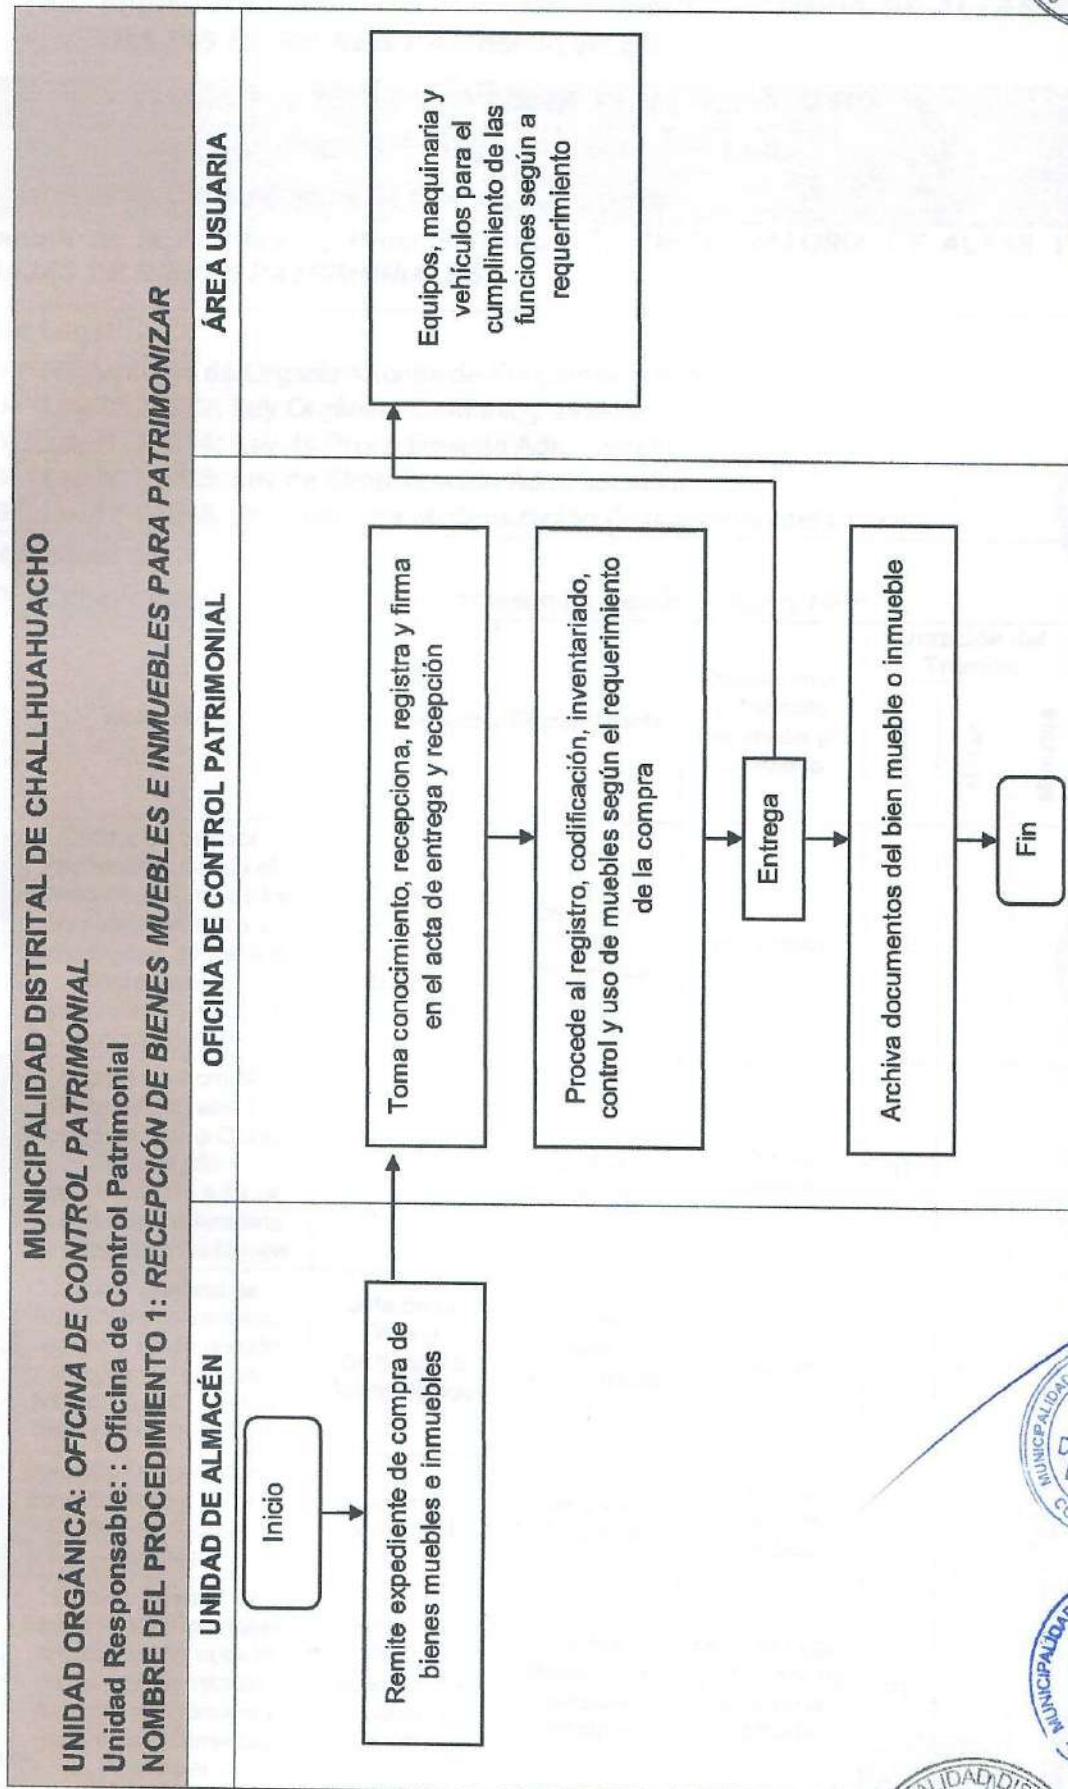 MUNICIPALIDAD DISTRITAL DE CHALLHUAHUACHO
UNIDAD ORGÁNICA: OFICINA DE CONTROL PATRIMONIAL
Unidad Responsable: : Oficina de Control Patrimonial
NOMBRE DEL PROCEDIMIENTO 1: RECEPCIÓN DE BIENES MUEBLES E INMUEBLES PARA PATRIMONIZAR
UNIDAD DE ALMACÉN
OFICINA DE CONTROL PATRIMONIAL
ÁREA USUARIA
Inicio
Remite expediente de compra de
bienes muebles e inmuebles
Toma conocimiento, recepciona, registra y firma
en el acta de entrega y recepción
Procede al registro, codificación, inventariado,
control y uso de muebles según el requerimiento
de la compra
Entrega
Archiva documentos del bien mueble o inmueble
Fin
Equipos, maquinaria y
vehículos para el
cumplimiento de las
funciones según a
requerimiento
MUNICIPALIDAD
MUNICIPALIDAD